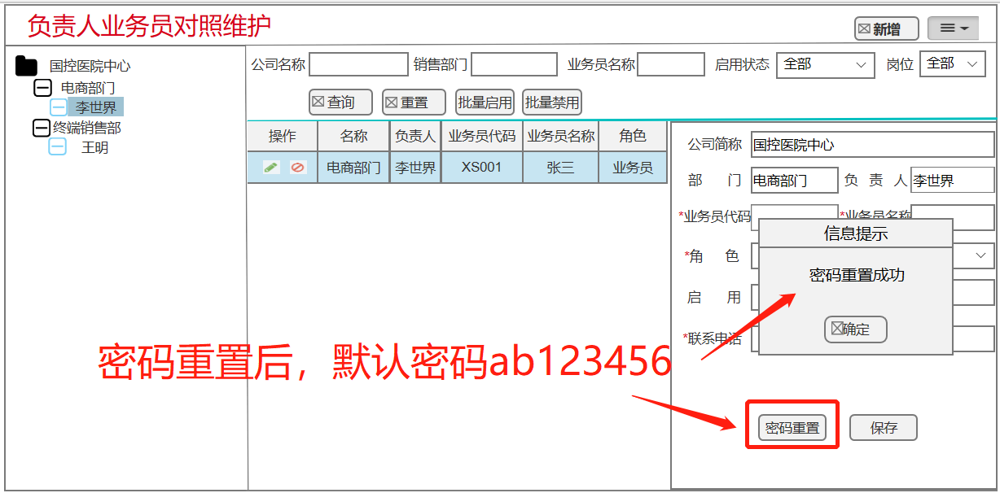 负责人业务员对照维护
新增
国控医院中心
电商部门
李世界
终端销售部
王明
公司名称 销售部门 业务员名称 启用状态 全部 岗位 全部
查询 重置 批量启用 批量禁用
操作 名称 负责人 业务员代码 业务员名称 角色
电商部门 李世界 XS001 张三 业务员
公司简称 国控医院中心
部 门 电商部门 负 责 人 李世界
*业务员代码 *业务员名称
*角 色
启 用
*联系电话
信息提示
密码重置成功
确定
密码重置后，默认密码ab123456
密码重置 保存